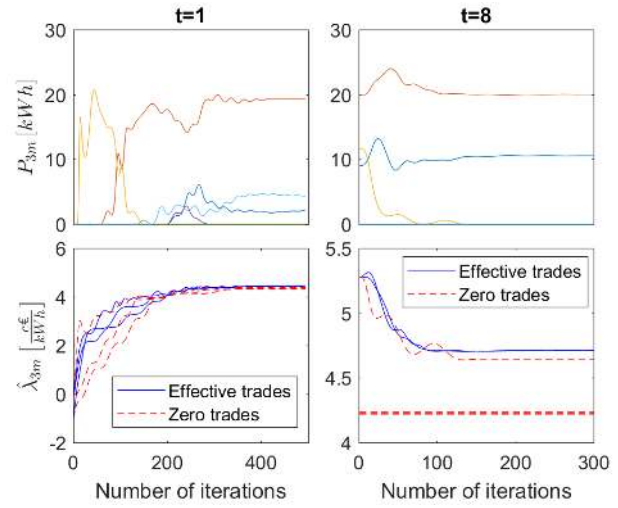 t=1
t=8
P3m [kWh]
30
20
10
0
30
20
10
0
λ̂3m [c€/kWh]
6
4
2
0
-2
Effective trades
Zero trades
0
200
400
Number of iterations
5.5
5
4.5
4
Effective trades
Zero trades
0
100
200
300
Number of iterations